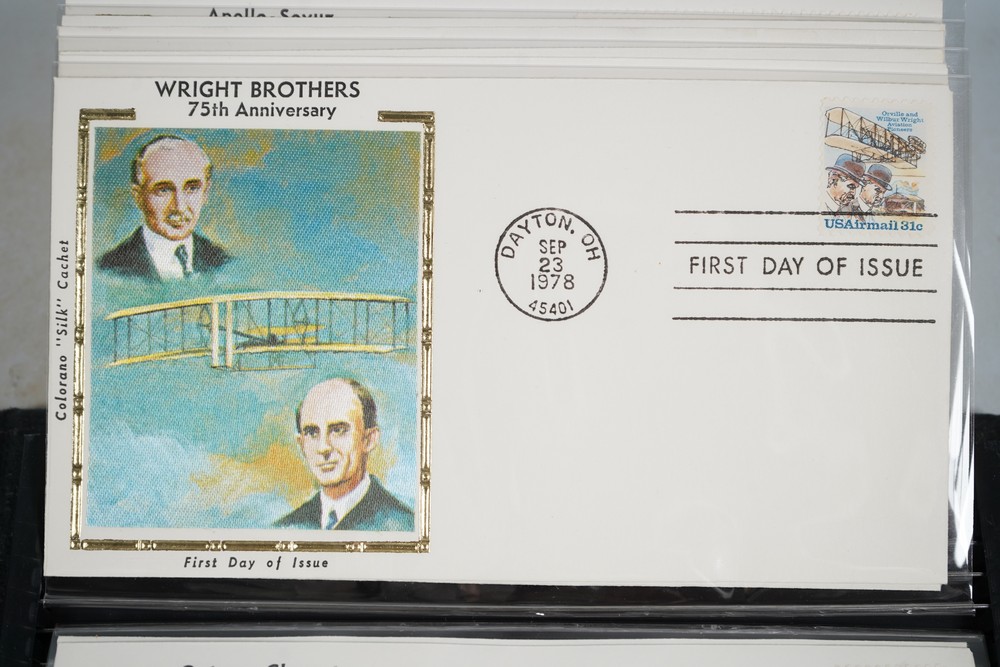 Apollo-Soyuz
WRIGHT BROTHERS
75th Anniversary
Colorano "Silk" Cachet
First Day of Issue
DAYTON, OH
SEP
23
1978
45401
Orville and
Wilbur Wright
Aviation
Pioneers
USAirmail 31c
FIRST DAY OF ISSUE